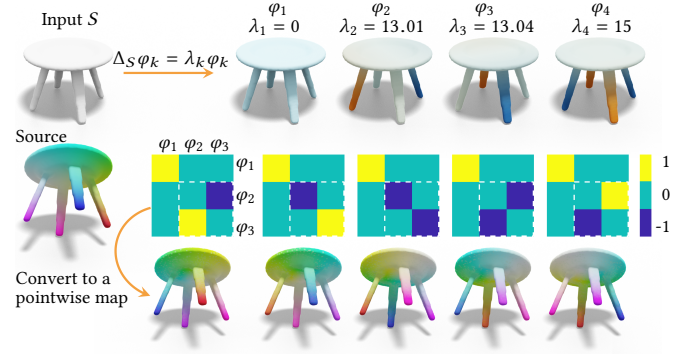 Input S
φ1 φ2 φ3 φ4
λ1 = 0 λ2 = 13.01 λ3 = 13.04 λ4 = 15
ΔSφk = λkφk
Source
φ1 φ2 φ3
φ1
φ2
φ3
1
0
-1
Convert to a
pointwise map